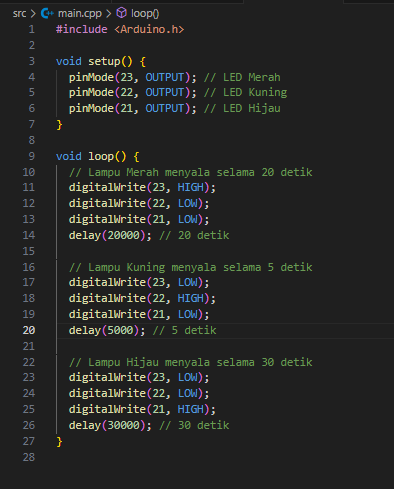 src > main.cpp > loop()
1 #include <Arduino.h>
2
3 void setup() {
4 pinMode(23, OUTPUT); // LED Merah
5 pinMode(22, OUTPUT); // LED Kuning
6 pinMode(21, OUTPUT); // LED Hijau
7 }
8
9 void loop() {
10 // Lampu Merah menyala selama 20 detik
11 digitalWrite(23, HIGH);
12 digitalWrite(22, LOW);
13 digitalWrite(21, LOW);
14 delay(20000); // 20 detik
15
16 // Lampu Kuning menyala selama 5 detik
17 digitalWrite(23, LOW);
18 digitalWrite(22, HIGH);
19 digitalWrite(21, LOW);
20 delay(5000); // 5 detik
21
22 // Lampu Hijau menyala selama 30 detik
23 digitalWrite(23, LOW);
24 digitalWrite(22, LOW);
25 digitalWrite(21, HIGH);
26 delay(30000); // 30 detik
27 }
28